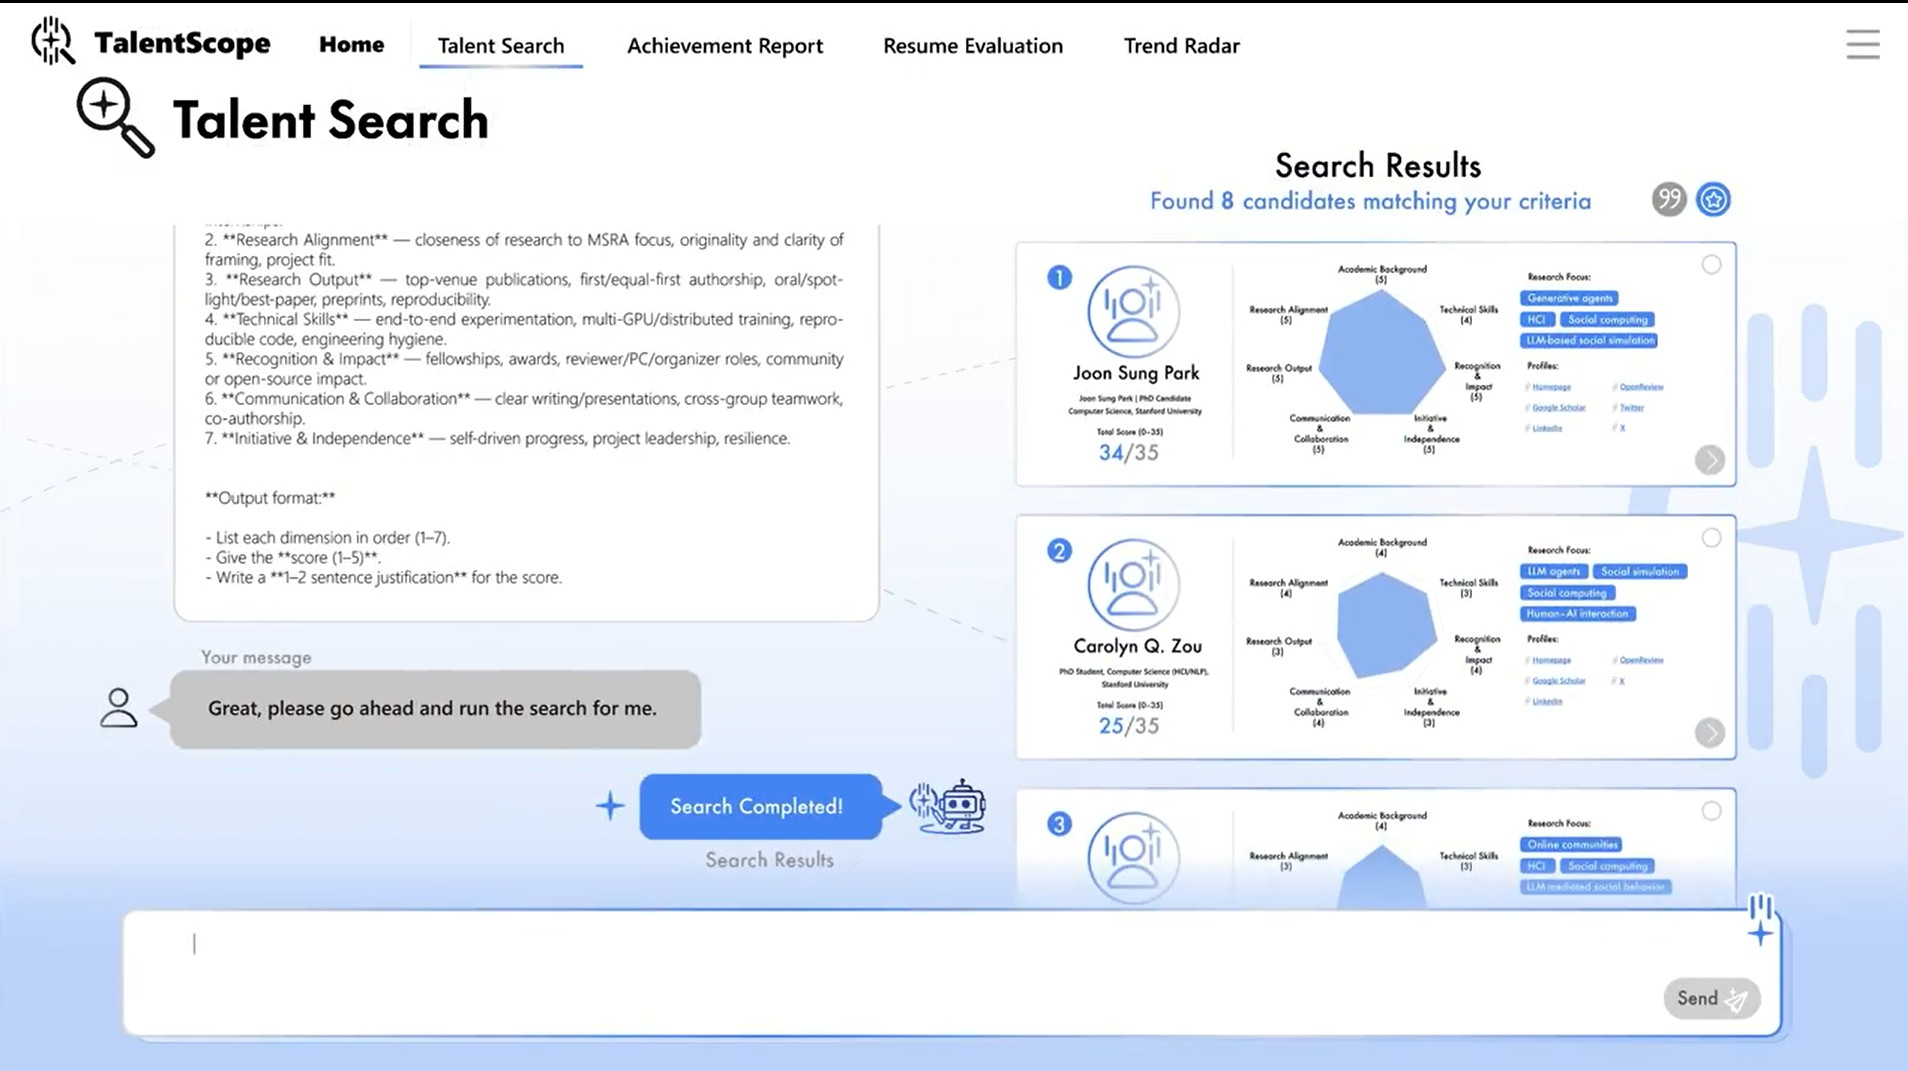 TalentScope
Home
Talent Search
Achievement Report
Resume Evaluation
Trend Radar
Talent Search
2. **Research Alignment** — closeness of research to MSRA focus, originality and clarity of
framing, project fit.
3. **Research Output** — top-venue publications, first/equal-first authorship, oral/spot-
light/best-paper, preprints, reproducibility.
4. **Technical Skills** — end-to-end experimentation, multi-GPU/distributed training, repro-
ducible code, engineering hygiene.
5. **Recognition & Impact** — fellowships, awards, reviewer/PC/organizer roles, community
or open-source impact.
6. **Communication & Collaboration** — clear writing/presentations, cross-group teamwork,
co-authorship.
7. **Initiative & Independence** — self-driven progress, project leadership, resilience.
**Output format:**
- List each dimension in order (1–7).
- Give the **score (1–5)**.
- Write a **1–2 sentence justification** for the score.
Your message
Great, please go ahead and run the search for me.
Search Completed!
Search Results
Search Results
Found 8 candidates matching your criteria
99
1
Joon Sung Park
Joon Sung Park | PhD Candidate
Computer Science, Stanford University
Total Score (0-35)
34/35
Academic Background
(5)
Research Alignment
(5)
Technical Skills
(4)
Research Output
(5)
Recognition
&
Impact
(5)
Communication
&
Collaboration
(5)
Initiative
&
Independence
(5)
Research Focus:
Generative agents
HCI
Social computing
LLM-based social simulation
Profiles:
Homepage
OpenReview
Google Scholar
Twitter
LinkedIn
X
2
Carolyn Q. Zou
PhD Student, Computer Science (HCI/NLP),
Stanford University
Total Score (0-35)
25/35
Academic Background
(4)
Research Alignment
(4)
Technical Skills
(3)
Research Output
(3)
Recognition
&
Impact
(4)
Communication
&
Collaboration
(4)
Initiative
&
Independence
(3)
Research Focus:
LLM agents
Social simulation
Social computing
Human-AI interaction
Profiles:
Homepage
OpenReview
Google Scholar
X
LinkedIn
3
Academic Background
(4)
Research Alignment
(3)
Technical Skills
(3)
Research Focus:
Online communities
HCI
Social computing
LLM mediated social behavior
Send